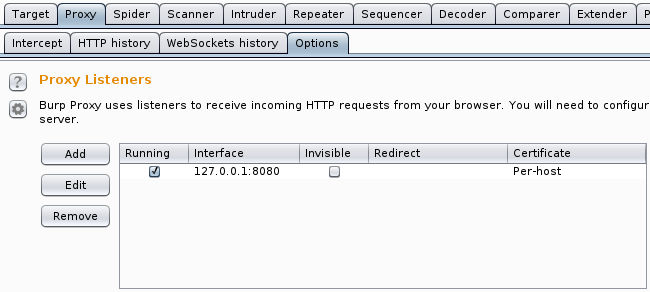 Target Proxy Spider Scanner Intruder Repeater Sequencer Decoder Comparer Extender
Intercept HTTP history WebSockets history Options
? Proxy Listeners
Burp Proxy uses listeners to receive incoming HTTP requests from your browser. You will need to configur
server.
Add Running Interface Invisible Redirect Certificate
127.0.0.1:8080 Per-host
Edit
Remove